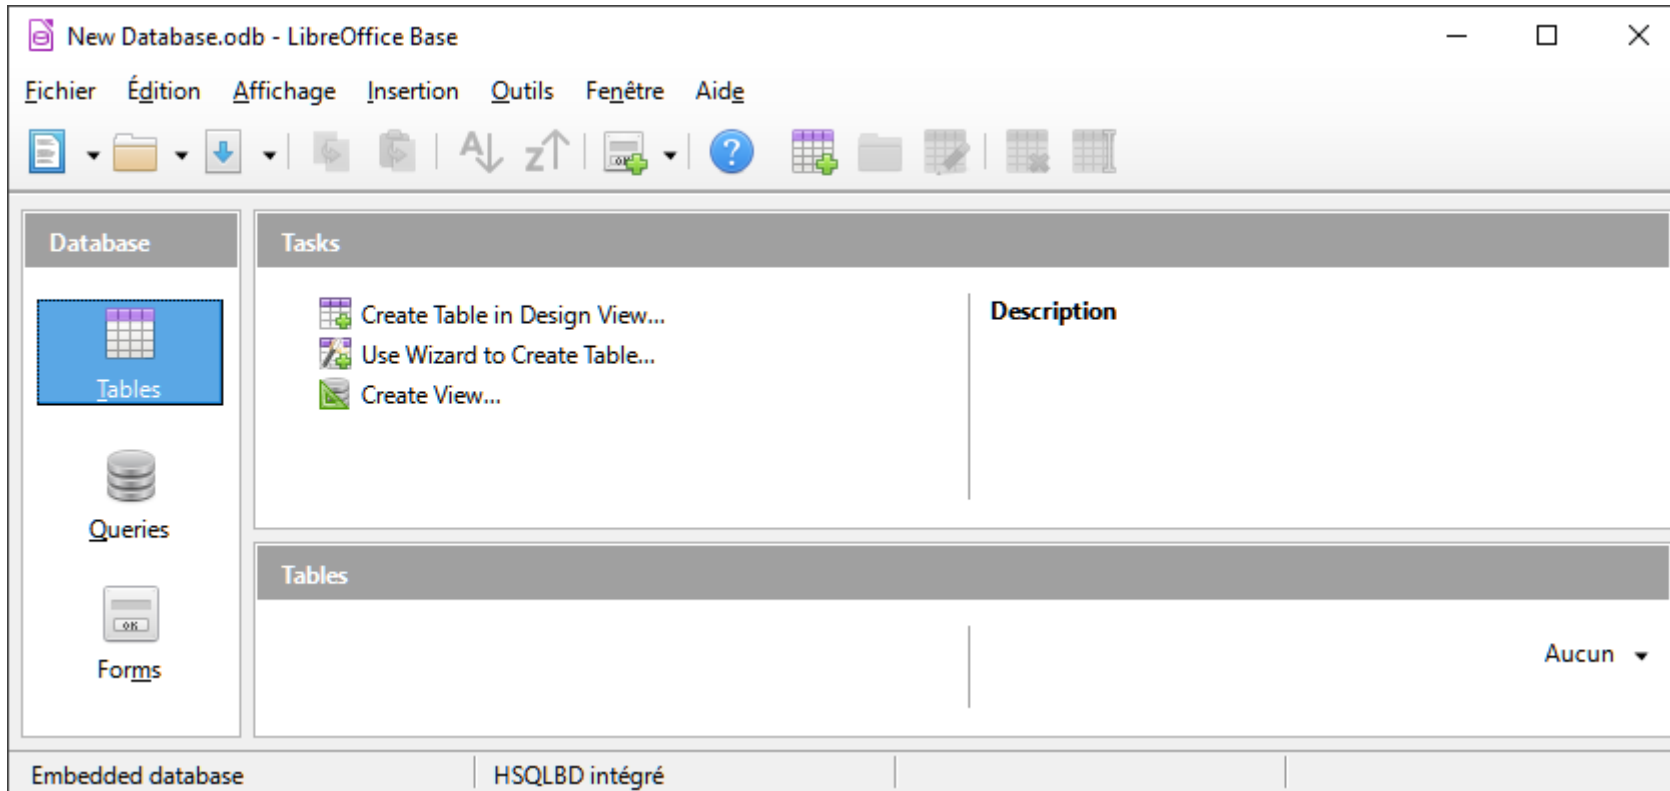 New Database.odb - LibreOffice Base
Fichier Édition Affichage Insertion Outils Fenêtre Aide
Database
Tasks
Create Table in Design View...
Use Wizard to Create Table...
Create View...
Description
Tables
Queries
OK
Forms
Tables
Aucun
Embedded database
HSQLBD intégré